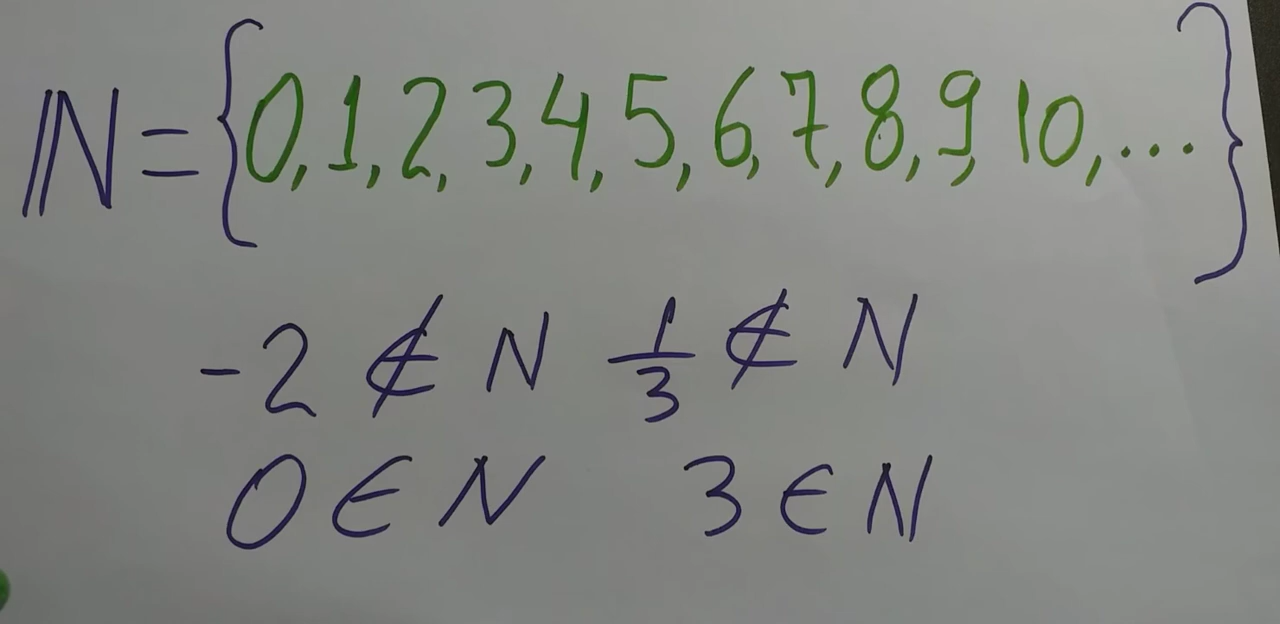 ℕ={0,1,2,3,4,5,6,7,8,9,10,...}
-2 ∉ N 1/3 ∉ N
0 ∈ N 3 ∈ N